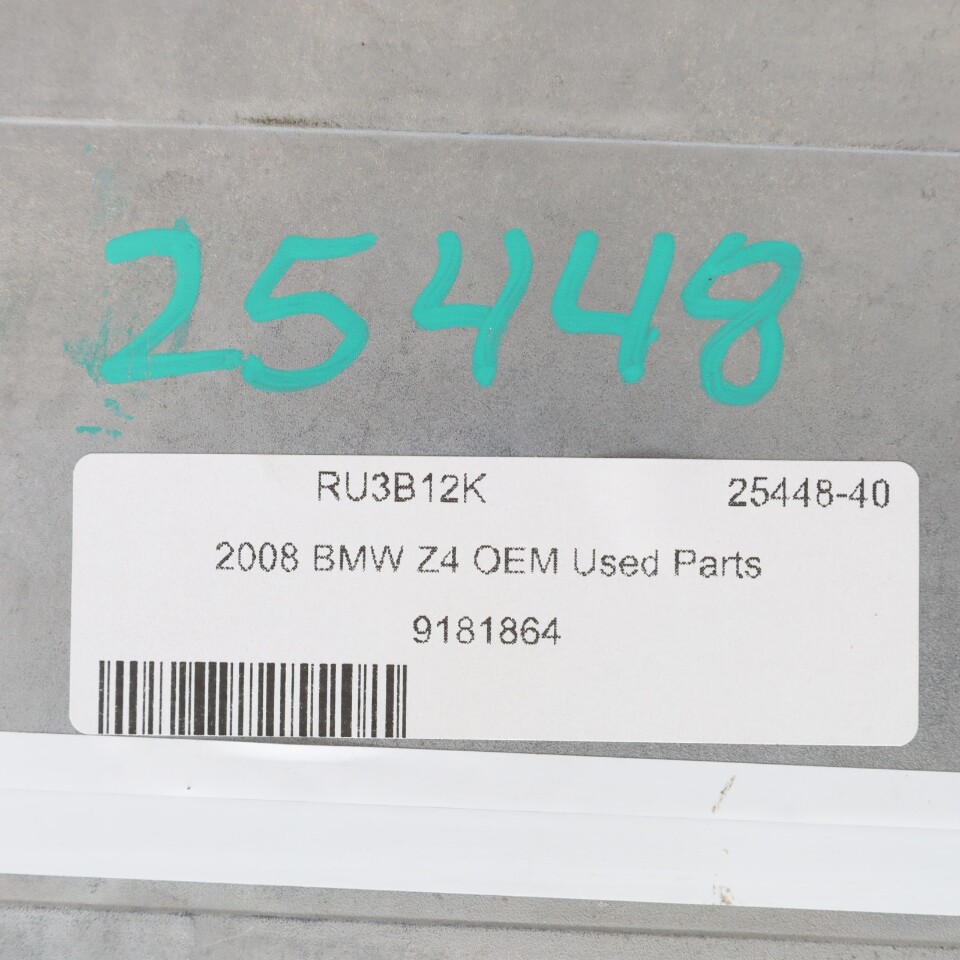 25448
RU3B12K 25448-40
2008 BMW Z4 OEM Used Parts
9181864